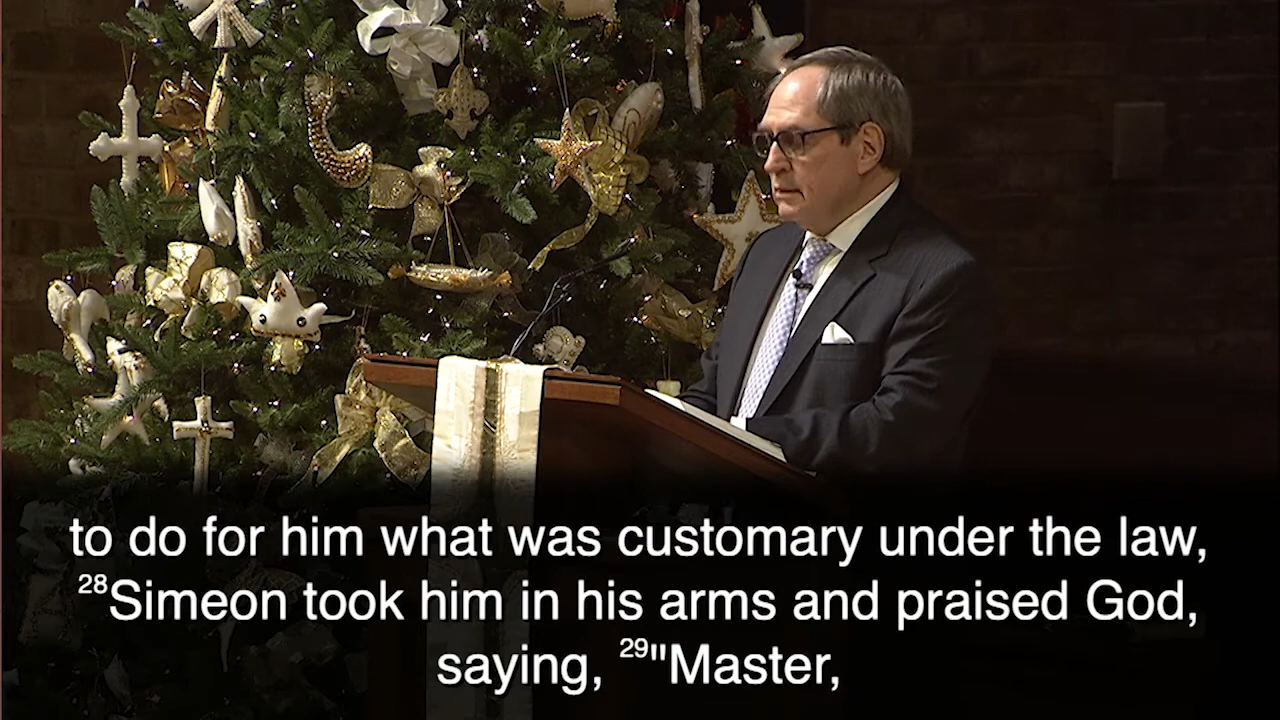 to do for him what was customary under the law,
²⁸Simeon took him in his arms and praised God,
saying, ²⁹"Master,